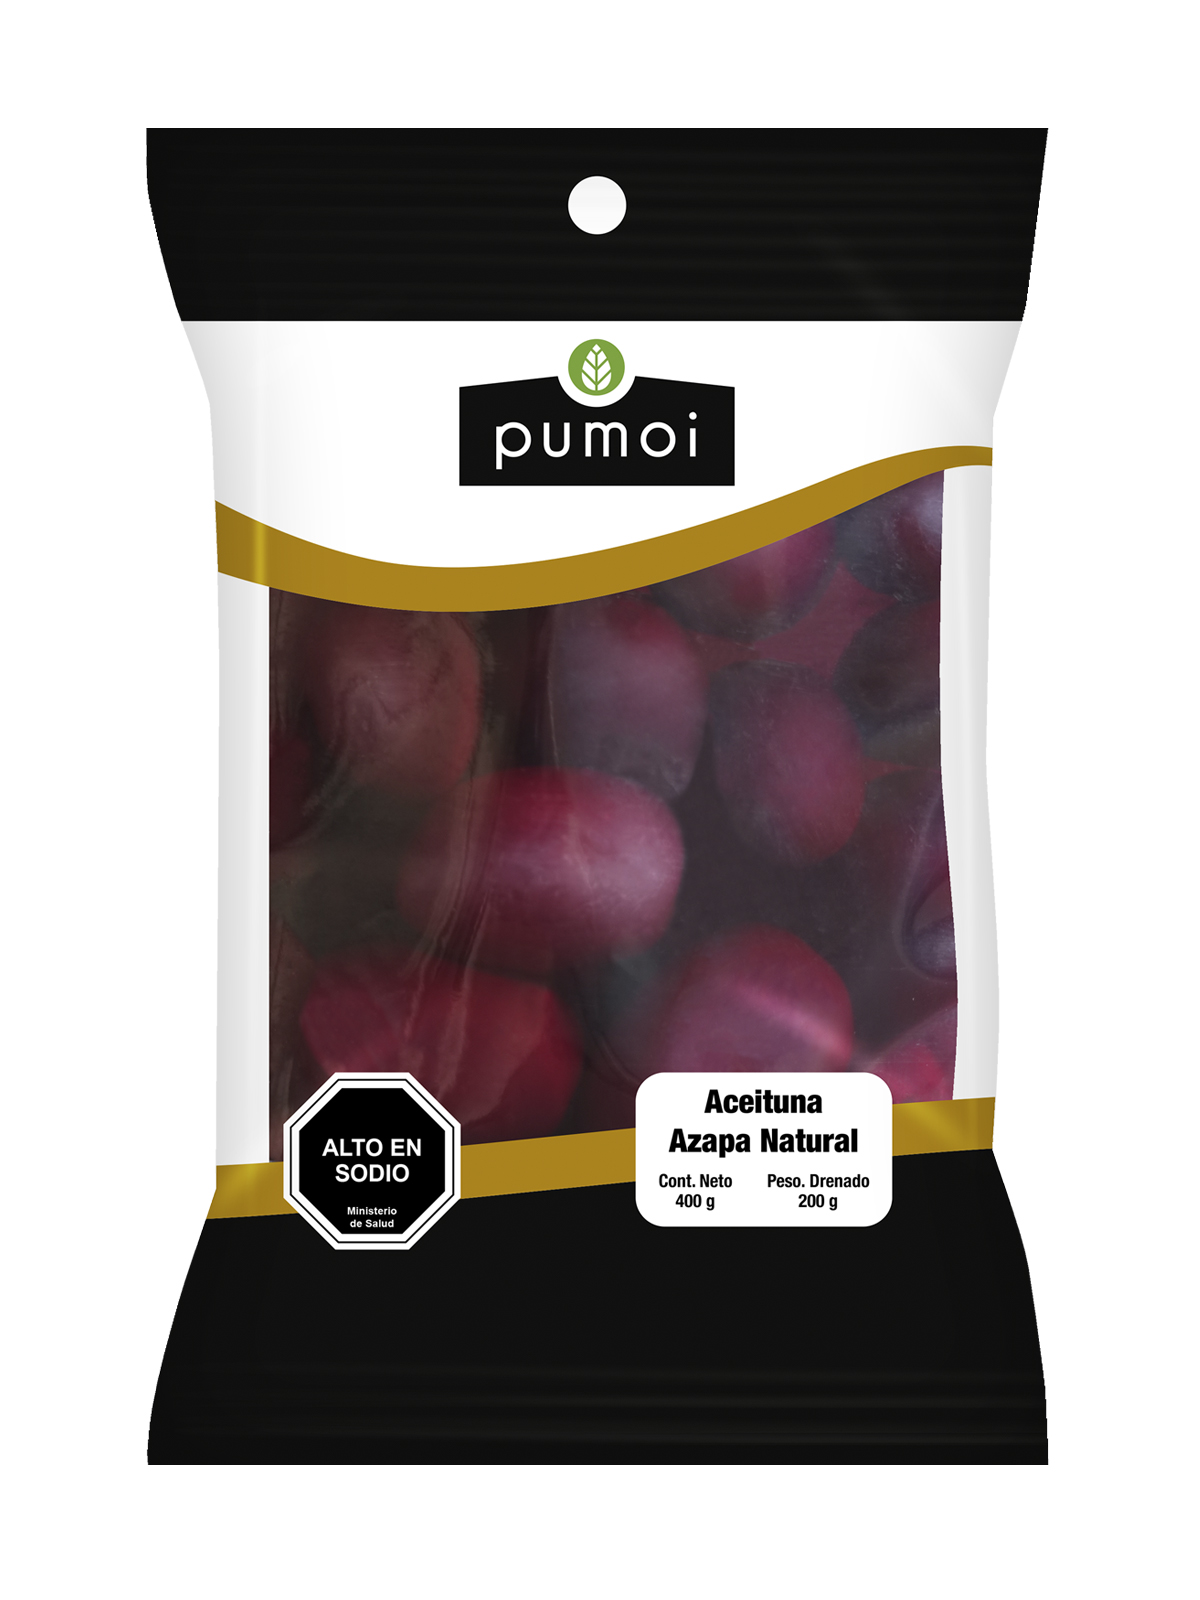 pumoi
ALTO EN
SODIO
Ministerio
de Salud
Aceituna
Azapa Natural
Cont. Neto
400 g
Peso. Drenado
200 g